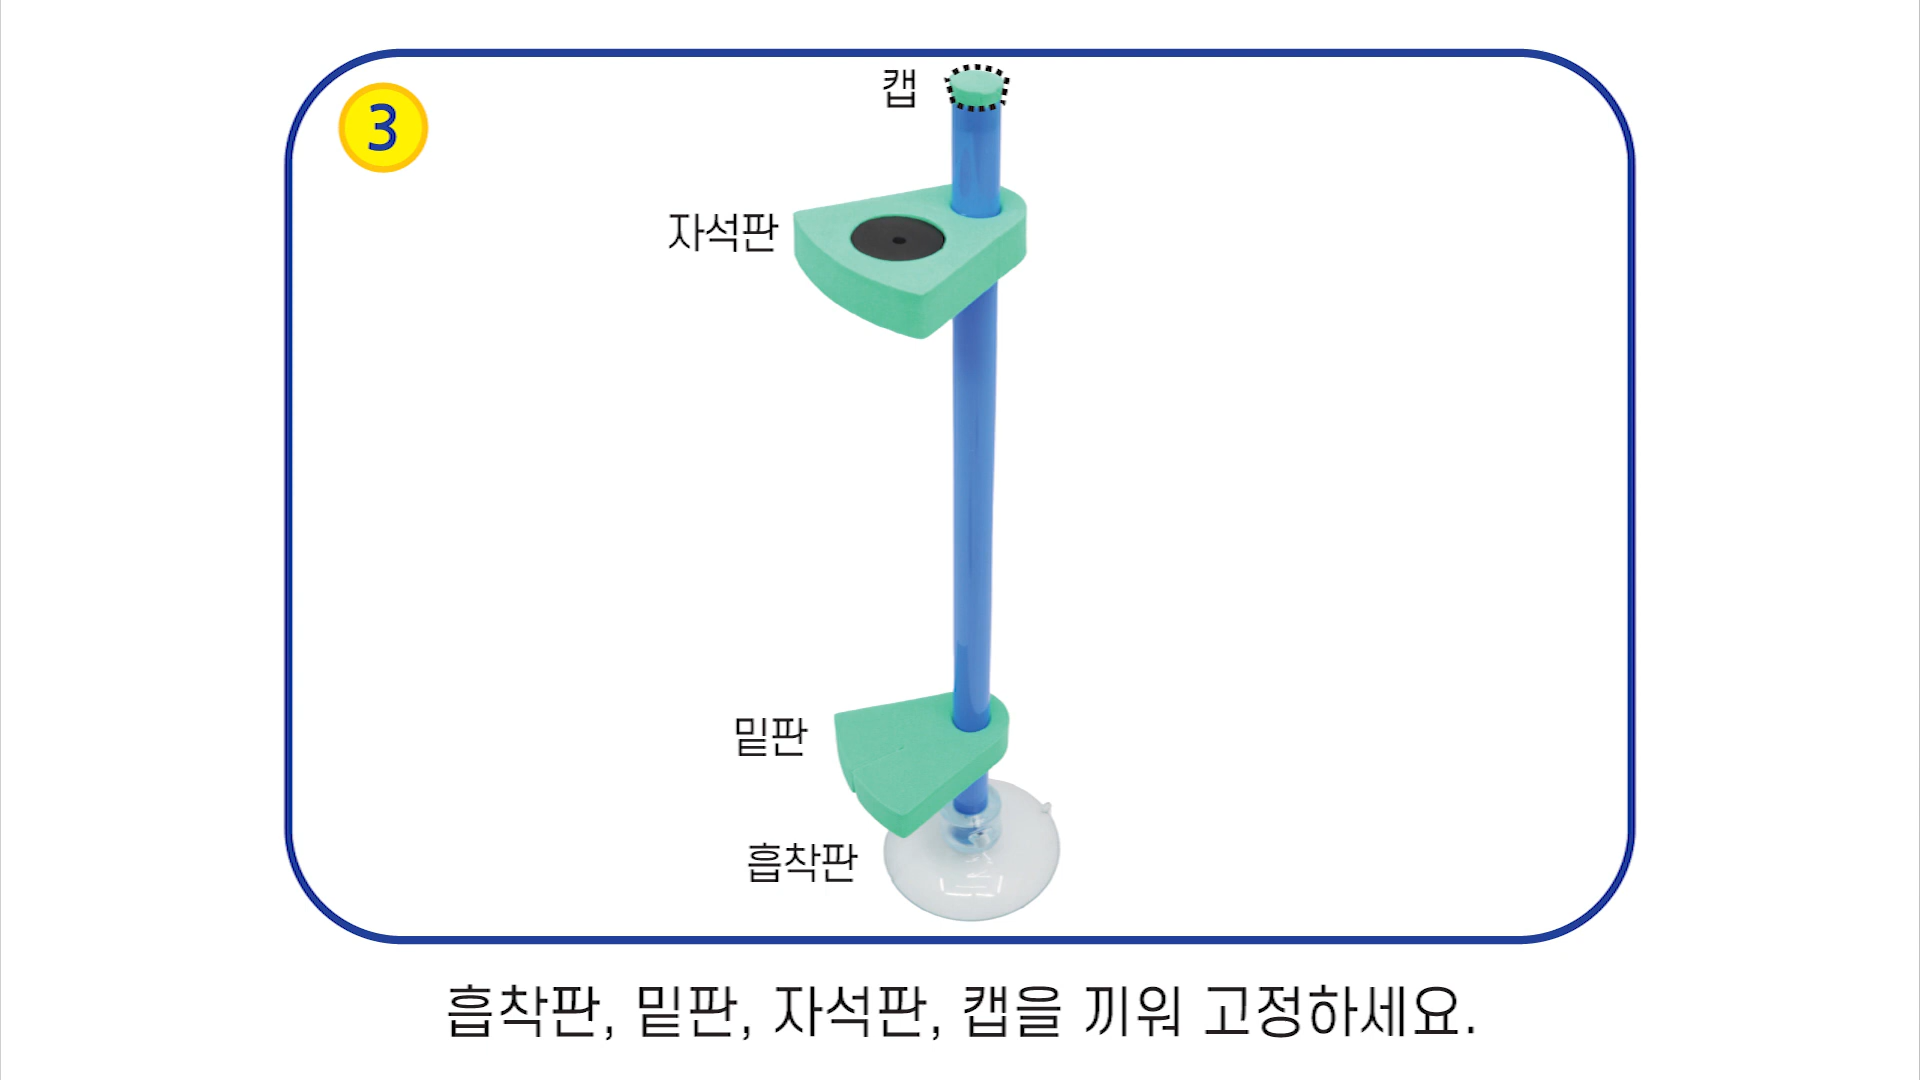 3
캡
자석판
밑판
흡착판
흡착판, 밑판, 자석판, 캡을 끼워 고정하세요.